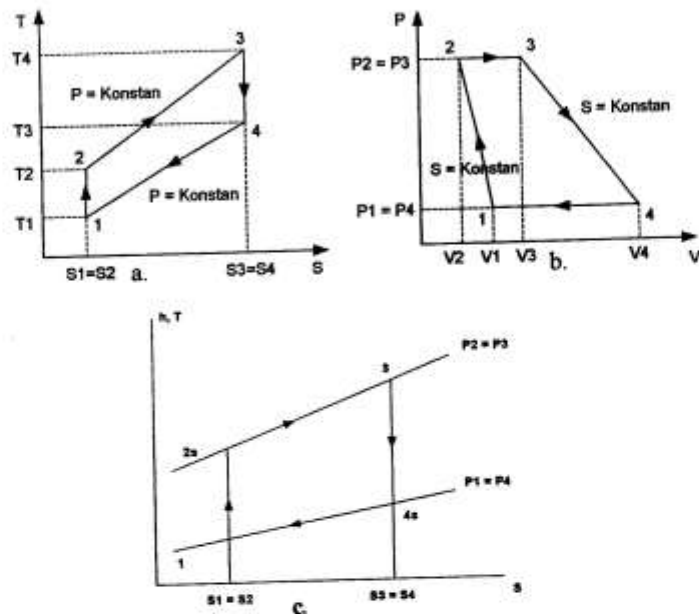 T
T4
T3
T2
T1
3
P = Konstan
4
2
P = Konstan
1
S1=S2
a.
S3=S4
S
P
P2 = P3
2
3
S = Konstan
S = Konstan
P1 = P4
1
4
V2
V1
V3
b.
V4
V
h, T
P2 = P3
3
2s
P1 = P4
4s
1
S1 = S2
c.
S3 = S4
S